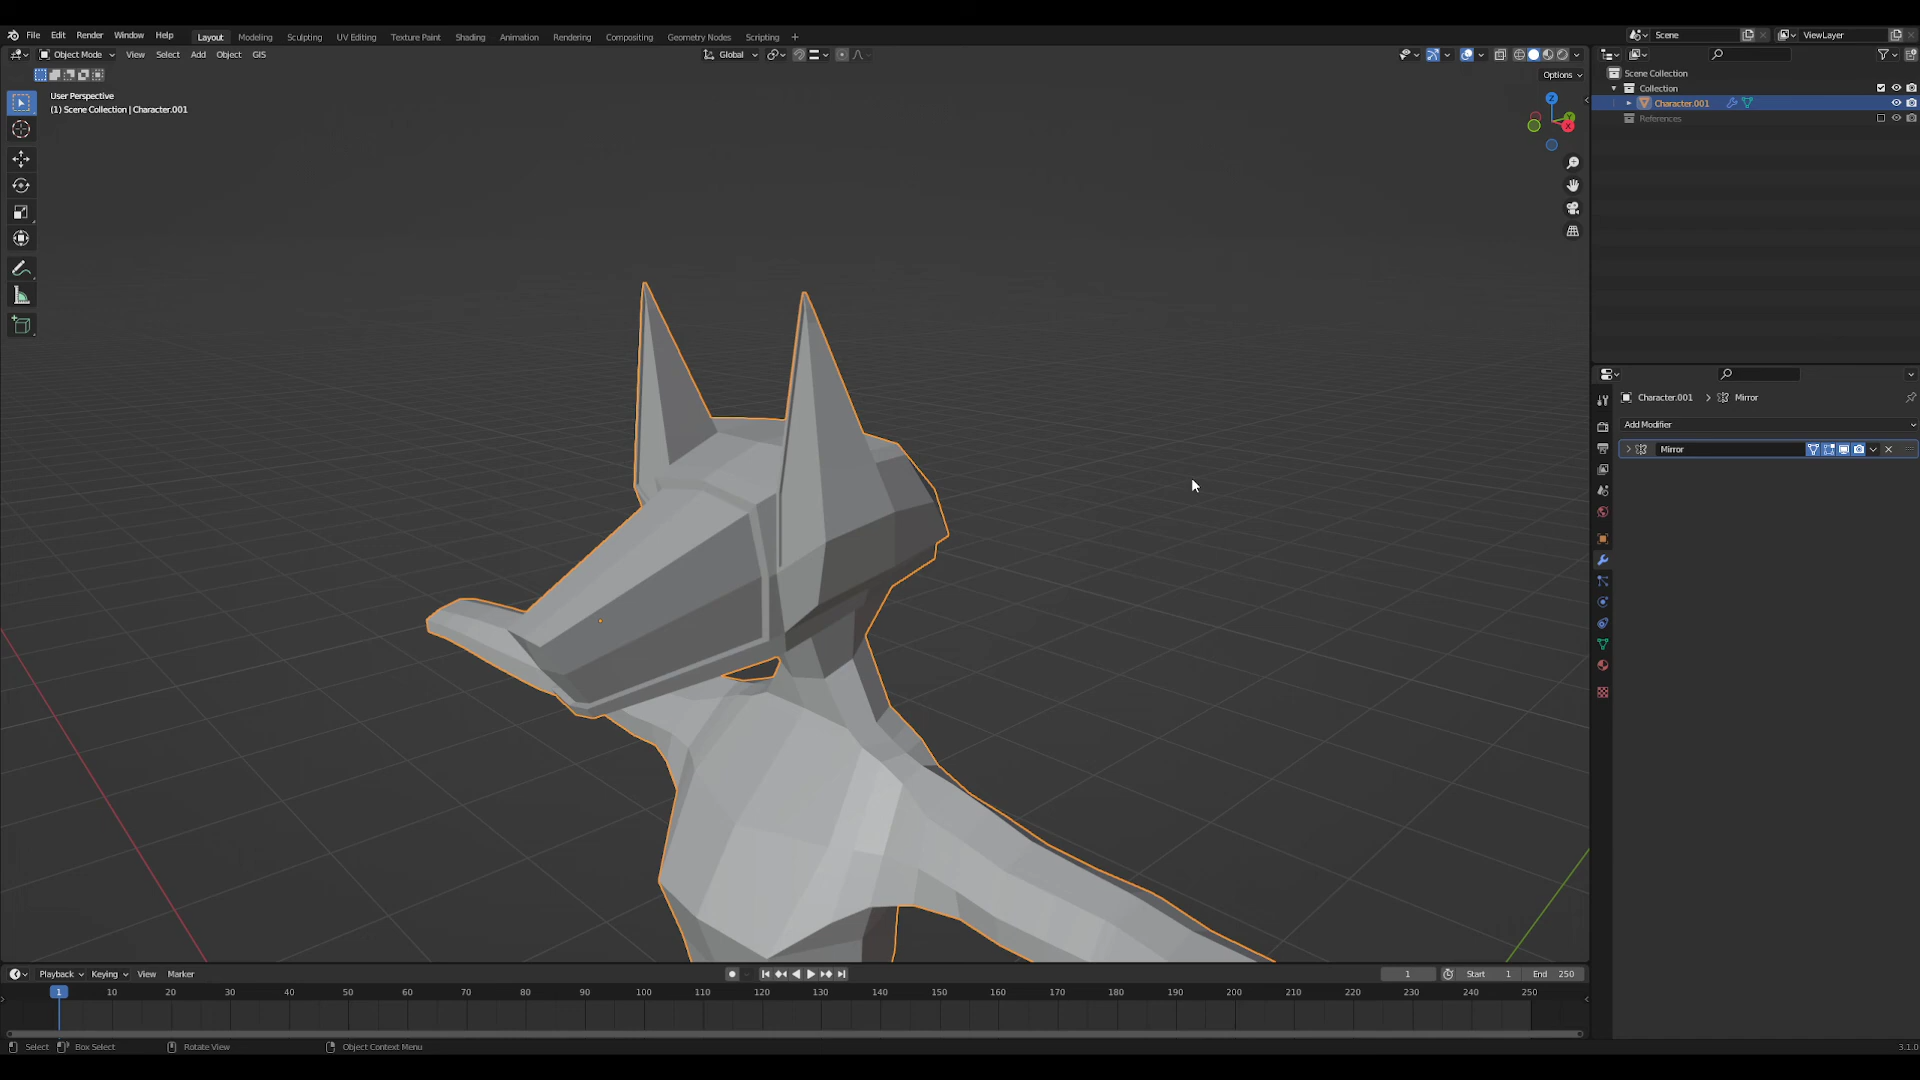 File Edit Render Window Help Layout Modeling Sculpting UV Editing Texture Paint Shading Animation Rendering Compositing Geometry Nodes Scripting + Scene ViewLayer
Object Mode View Select Add Object GIS Global
Options
User Perspective
(1) Scene Collection | Character.001
Z
Y
X
Scene Collection
Collection
Character.001
References
Character.001 > Mirror
Add Modifier
Mirror
Playback Keying View Marker 1 Start 1 End 250
1 10 20 30 40 50 60 70 80 90 100 110 120 130 140 150 160 170 180 190 200 210 220 230 240 250
Select Box Select Rotate View Object Context Menu 3.1.0